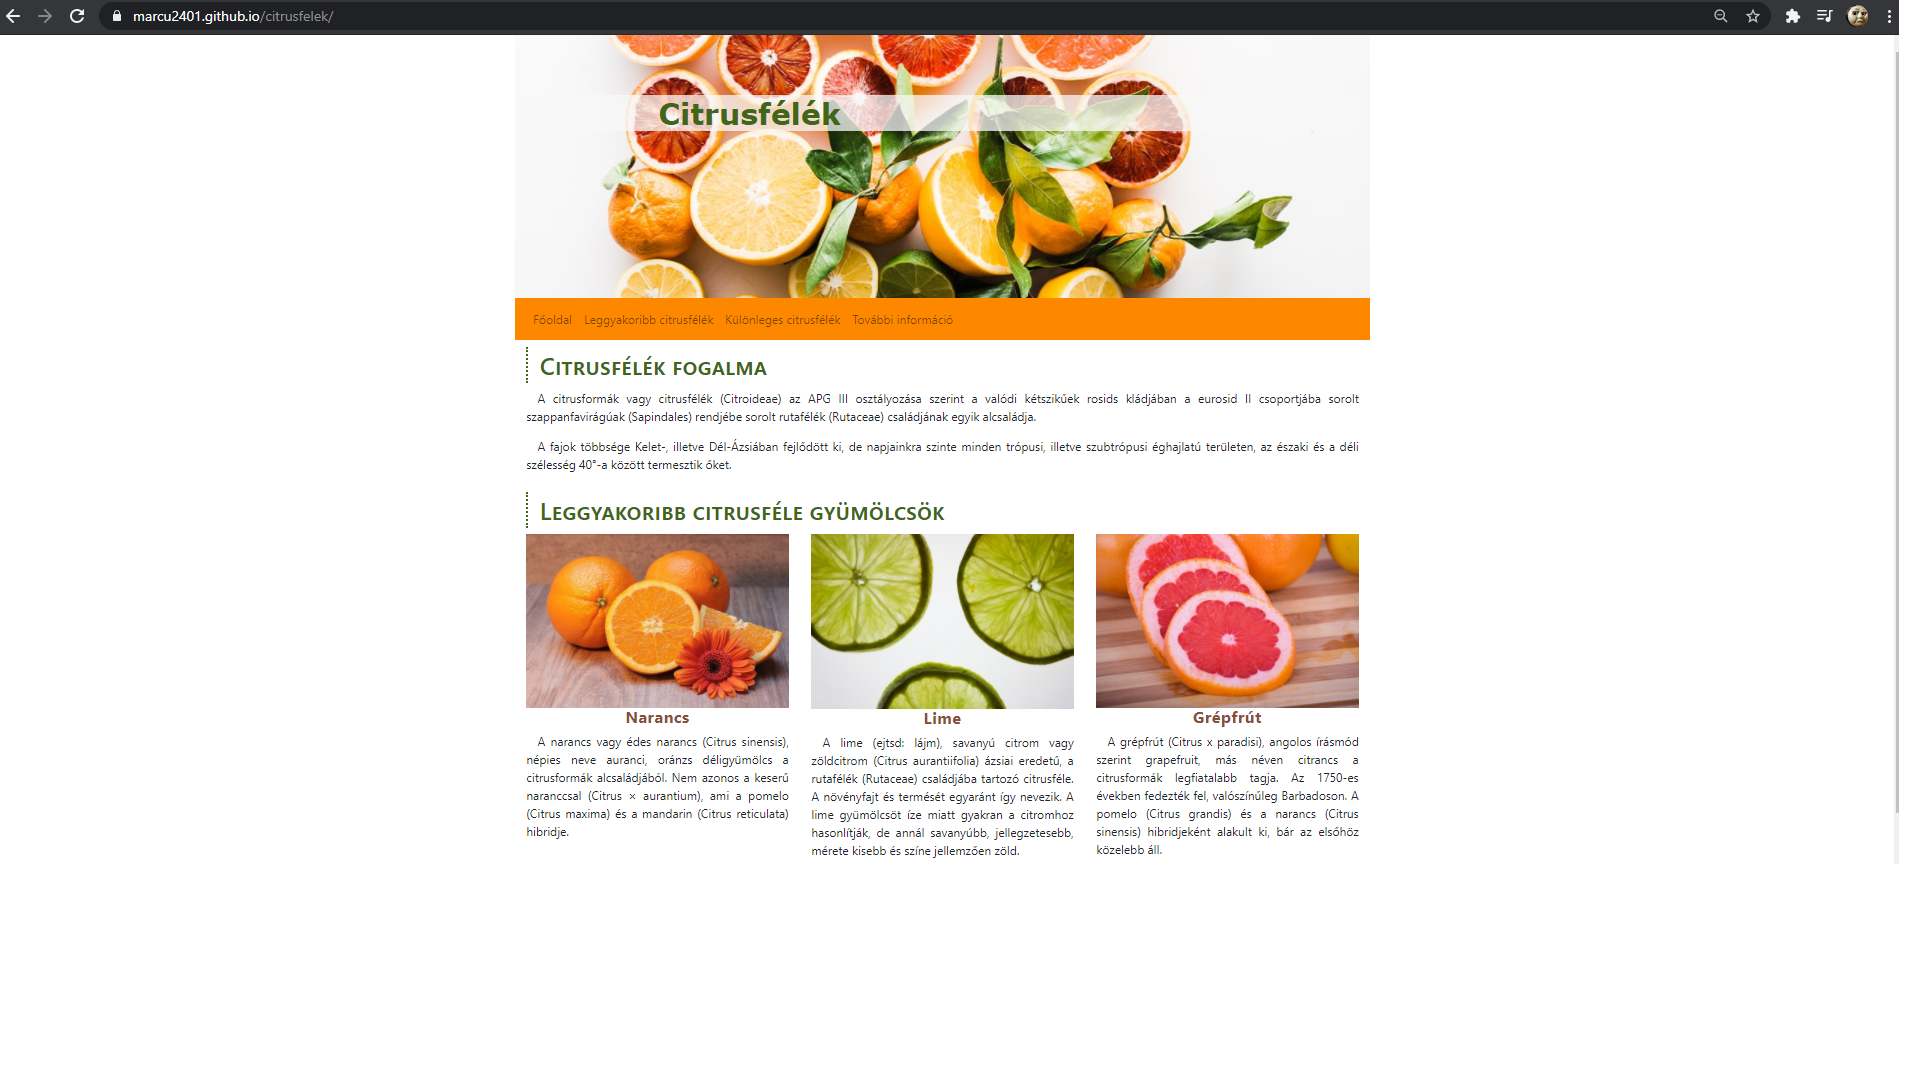 marcu2401.github.io/citrusfelek/
Citrusfélék
Főoldal Leggyakoribb citrusfélék Különleges citrusfélék További információ
Citrusfélék fogalma
A citrusformák vagy citrusfélék (Citroideae) az APG III osztályozása szerint a valódi kétszikűek rosids kládjában a eurosid II csoportjába sorolt
szappanfavirágúak (Sapindales) rendjébe sorolt rutafélék (Rutaceae) családjának egyik alcsaládja.
A fajok többsége Kelet-, illetve Dél-Ázsiában fejlődött ki, de napjainkra szinte minden trópusi, illetve szubtrópusi éghajlatú területen, az északi és a déli
szélesség 40°-a között termesztik őket.
Leggyakoribb citrusféle gyümölcsök
Narancs
A narancs vagy édes narancs (Citrus sinensis),
népies neve auranci, oránzs déligyümölcs a
citrusformák alcsaládjából. Nem azonos a keserű
naranccsal (Citrus × aurantium), ami a pomelo
(Citrus maxima) és a mandarin (Citrus reticulata)
hibridje.
Lime
A lime (ejtsd: lájm), savanyú citrom vagy
zöldcitrom (Citrus aurantiifolia) ázsiai eredetű, a
rutafélék (Rutaceae) családjába tartozó citrusféle.
A növényfajt és termését egyaránt így nevezik. A
lime gyümölcsöt íze miatt gyakran a citromhoz
hasonlítják, de annál savanyúbb, jellegzetesebb,
mérete kisebb és színe jellemzően zöld.
Grépfrút
A grépfrút (Citrus x paradisi), angolos írásmód
szerint grapefruit, más néven citrancs a
citrusformák legfiatalabb tagja. Az 1750-es
években fedezték fel, valószínűleg Barbadoson. A
pomelo (Citrus grandis) és a narancs (Citrus
sinensis) hibridjeként alakult ki, bár az elsőhöz
közelebb áll.